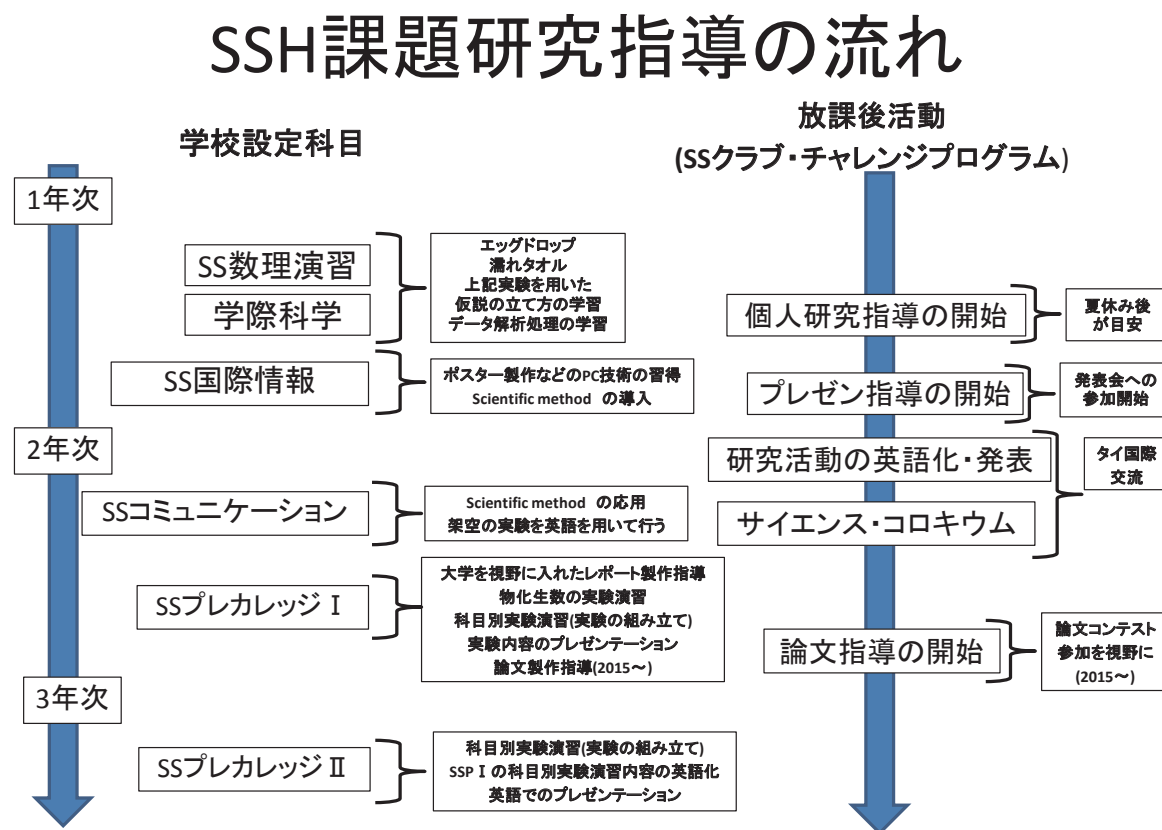 SSH課題研究指導の流れ
学校設定科目
放課後活動
(SSクラブ・チャレンジプログラム)
1年次
SS数理演習
学際科学
エッグドロップ
濡れタオル
上記実験を用いた
仮説の立て方の学習
データ解析処理の学習
SS国際情報
ポスター製作などのPC技術の習得
Scientific method の導入
2年次
SSコミュニケーション
Scientific method の応用
架空の実験を英語を用いて行う
SSプレカレッジⅠ
大学を視野に入れたレポート製作指導
物化生数の実験演習
科目別実験演習(実験の組み立て)
実験内容のプレゼンテーション
論文製作指導(2015～)
3年次
SSプレカレッジⅡ
科目別実験演習(実験の組み立て)
SSPⅠの科目別実験演習内容の英語化
英語でのプレゼンテーション
個人研究指導の開始
夏休み後
が目安
プレゼン指導の開始
発表会への
参加開始
研究活動の英語化・発表
サイエンス・コロキウム
タイ国際
交流
論文指導の開始
論文コンテスト
参加を視野に
(2015～)